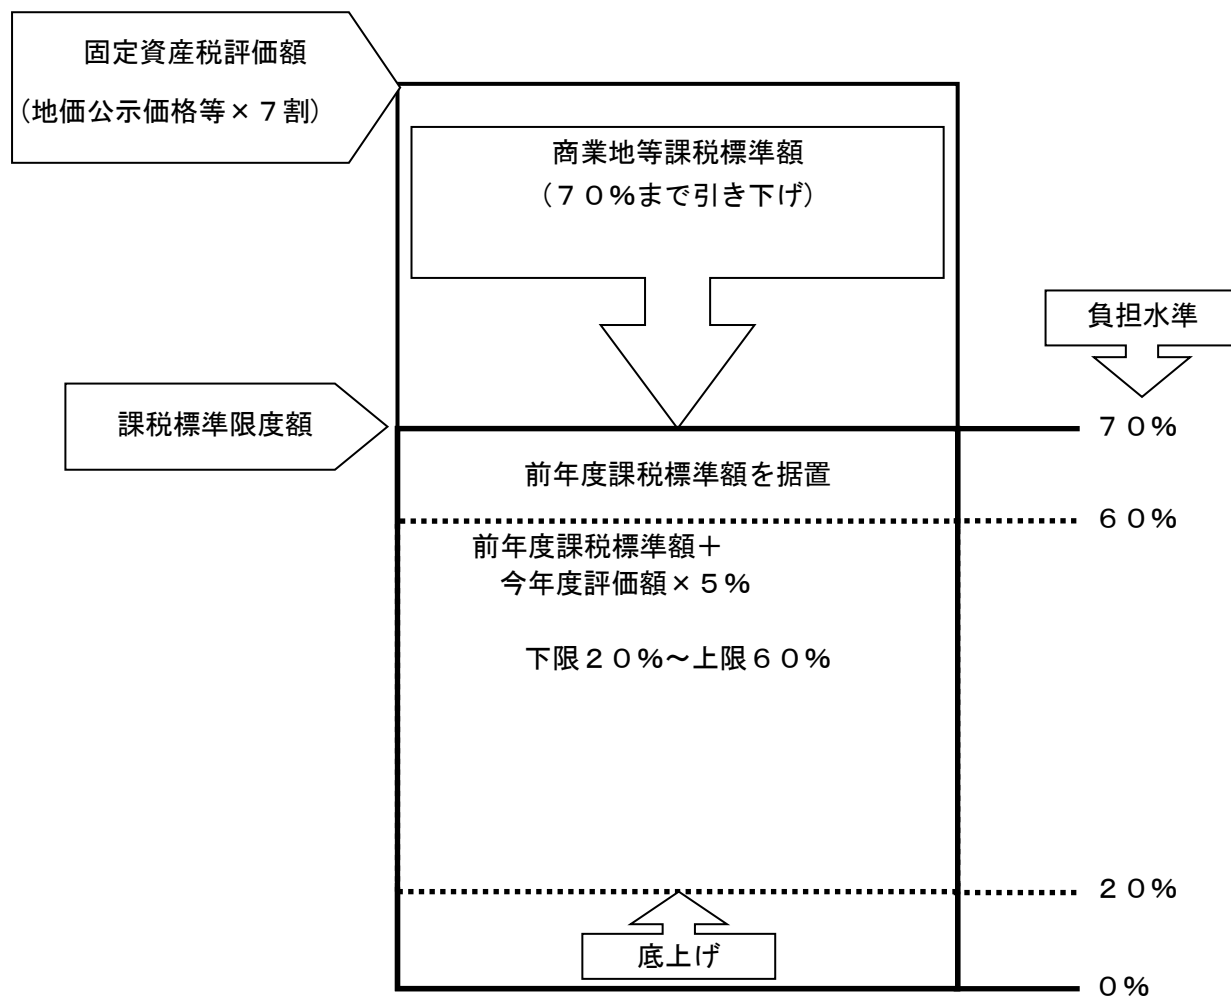 固定資産税評価額
（地価公示価格等×７割）
商業地等課税標準額
（７０％まで引き下げ）
負担水準
課税標準限度額
７０％
前年度課税標準額を据置
６０％
前年度課税標準額＋
今年度評価額×５％
下限２０％～上限６０％
２０％
底上げ
０％